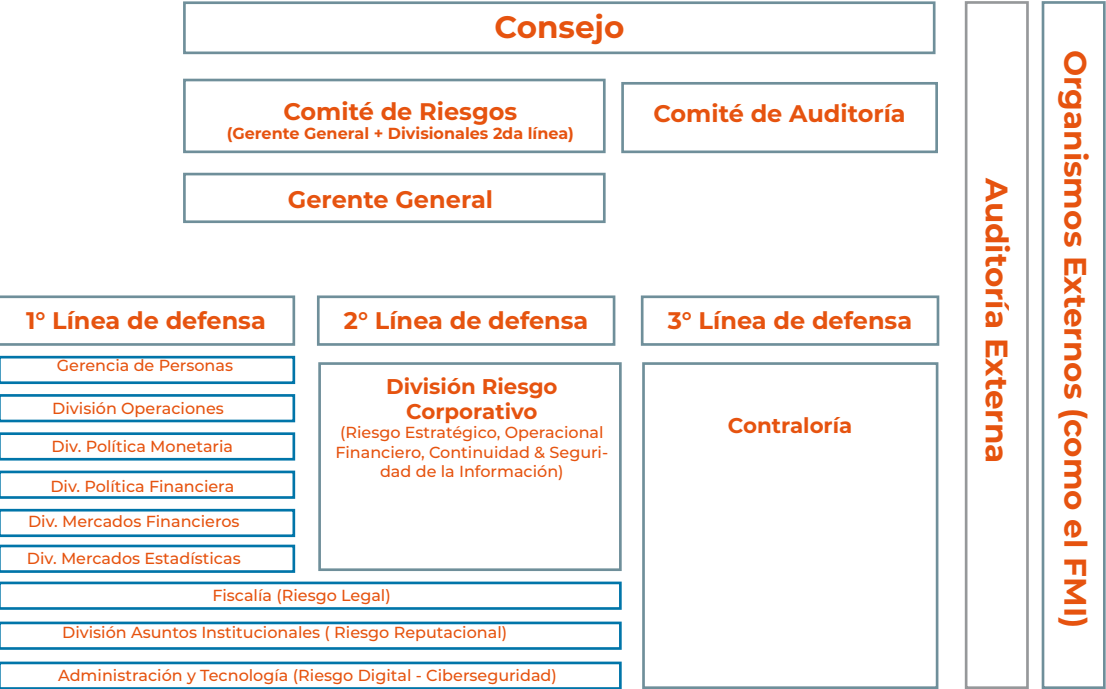 Consejo
Comité de Riesgos
(Gerente General + Divisionales 2da línea)
Comité de Auditoría
Gerente General
1° Línea de defensa
Gerencia de Personas
División Operaciones
Div. Política Monetaria
Div. Política Financiera
Div. Mercados Financieros
Div. Mercados Estadísticas
2° Línea de defensa
División Riesgo
Corporativo
(Riesgo Estratégico, Operacional
Financiero, Continuidad & Seguri-
dad de la Información)
3° Línea de defensa
Contraloría
Fiscalía (Riesgo Legal)
División Asuntos Institucionales ( Riesgo Reputacional)
Administración y Tecnología (Riesgo Digital - Ciberseguridad)
Auditoría Externa
Organismos Externos (como el FMI)